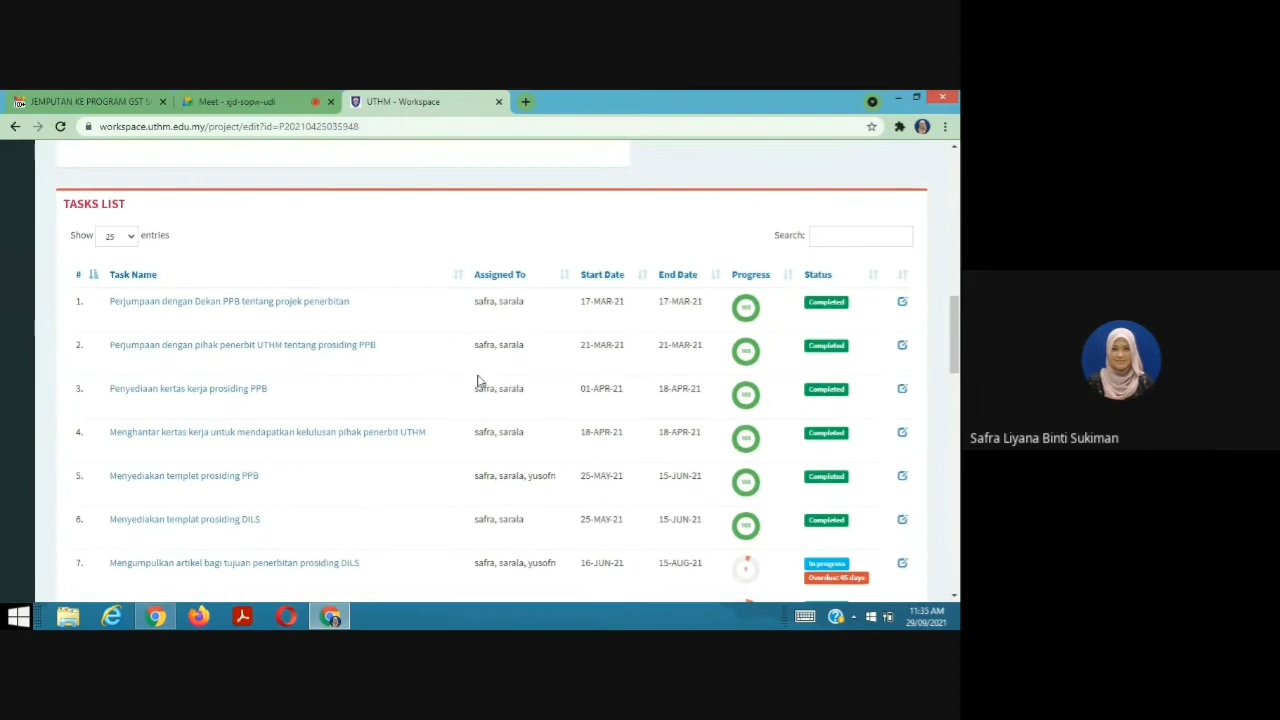 JEMPUTAN KE PROGRAM GST S
Meet - xjd-sopw-udi
UTHM - Workspace
workspace.uthm.edu.my/project/edit?id=P20210425035948
TASKS LIST
Show 25 entries
Search:
# Task Name Assigned To Start Date End Date Progress Status
1. Perjumpaan dengan Dekan PPB tentang projek penerbitan safra, sarala 17-MAR-21 17-MAR-21 100 Completed
2. Perjumpaan dengan pihak penerbit UTHM tentang prosiding PPB safra, sarala 21-MAR-21 21-MAR-21 100 Completed
3. Penyediaan kertas kerja prosiding PPB safra, sarala 01-APR-21 18-APR-21 100 Completed
4. Menghantar kertas kerja untuk mendapatkan kelulusan pihak penerbit UTHM safra, sarala 18-APR-21 18-APR-21 100 Completed
5. Menyediakan templet prosiding PPB safra, sarala, yusofn 25-MAY-21 15-JUN-21 100 Completed
6. Menyediakan templat prosiding DILS safra, sarala 25-MAY-21 15-JUN-21 100 Completed
7. Mengumpulkan artikel bagi tujuan penerbitan prosiding DILS safra, sarala, yusofn 16-JUN-21 15-AUG-21 In progress
Overdue: 45 days
11:35 AM
29/09/2021
Safra Liyana Binti Sukiman